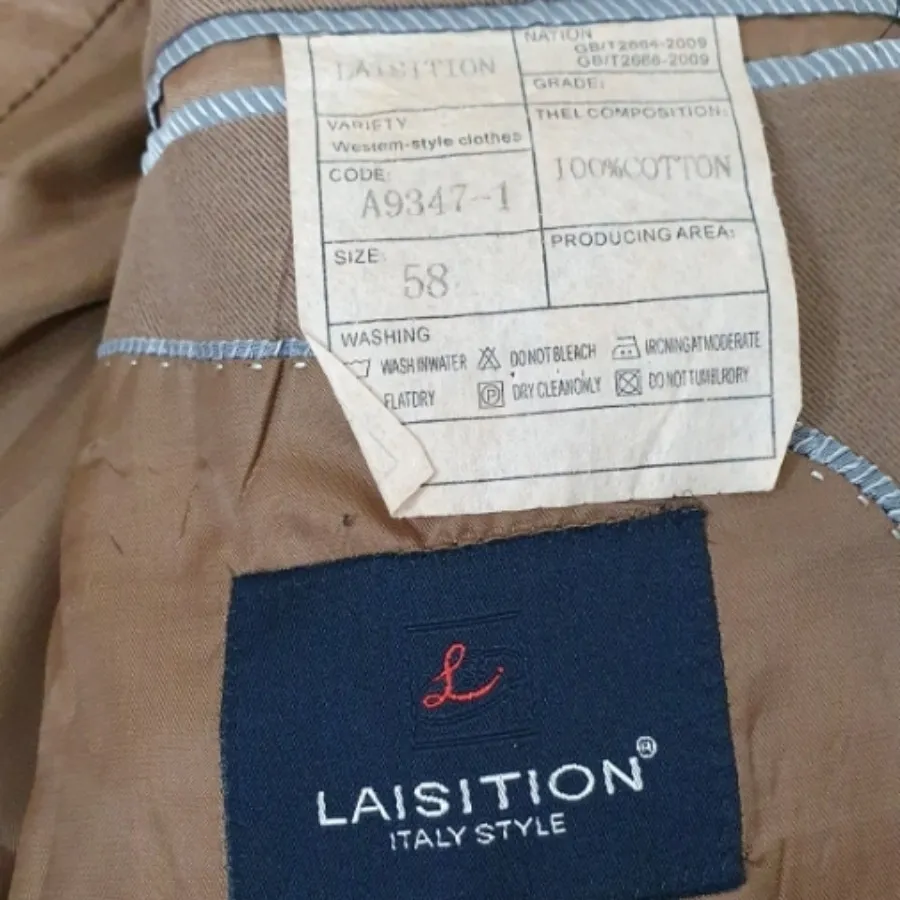 LAISITION
NATION
GB/T2664-2009
GB/T2666-2009
GRADE:
VARIETY
Western-style clothes
THEL COMPOSITION:
100%COTTON
CODE:
A9347-1
SIZE:
58
PRODUCING AREA:
WASHING
WASH IN WATER DO NOT BLEACH IRCNING AT MODERATE
FLAT DRY P DRY CLEAN ONLY DO NOT TUMBLR DRY
L
LAISITION®
ITALY STYLE